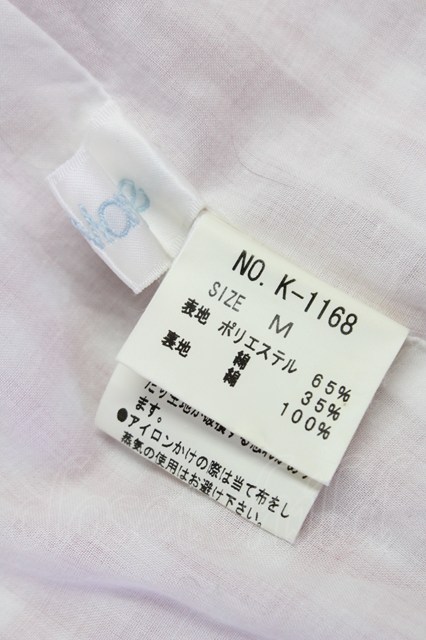 NO. K-1168
SIZE M
表地 ポリエステル 65%
綿 35%
裏地 綿 100%
ます。
●アイロンかけの際は当て布をし
蒸気の使用はお避け下さい。